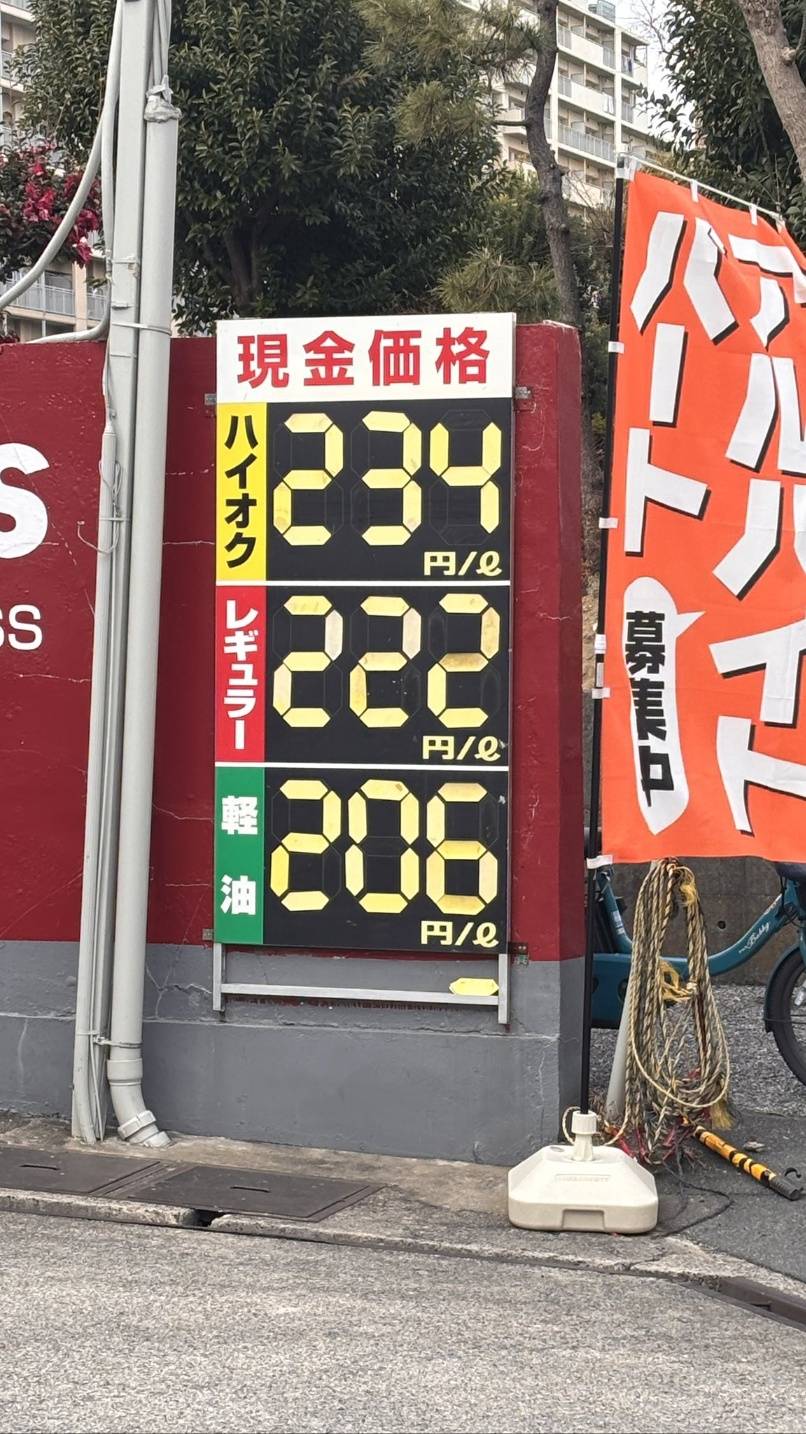 現金価格
ハイオク
234
円/ℓ
レギュラー
222
円/ℓ
軽油
206
円/ℓ
S
SS
アルバイト
パート
募集中